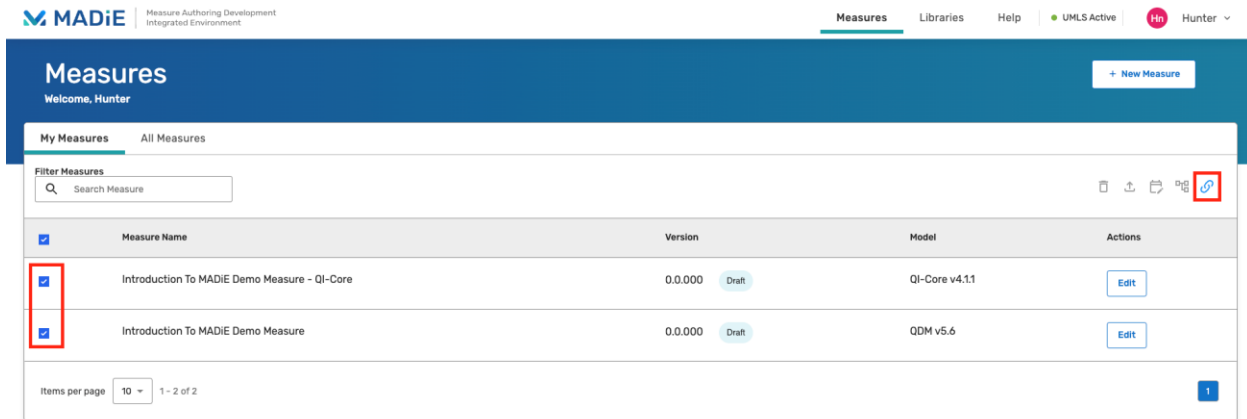 MADiE
Measure Authoring Development
Integrated Environment
Measures Libraries Help UMLS Active Hn Hunter
Measures
Welcome, Hunter
+ New Measure
My Measures All Measures
Filter Measures
Search Measure
Measure Name Version Model Actions
Introduction To MADiE Demo Measure - QI-Core 0.0.000 Draft QI-Core v4.1.1 Edit
Introduction To MADiE Demo Measure 0.0.000 Draft QDM v5.6 Edit
Items per page 10 1 - 2 of 2 1